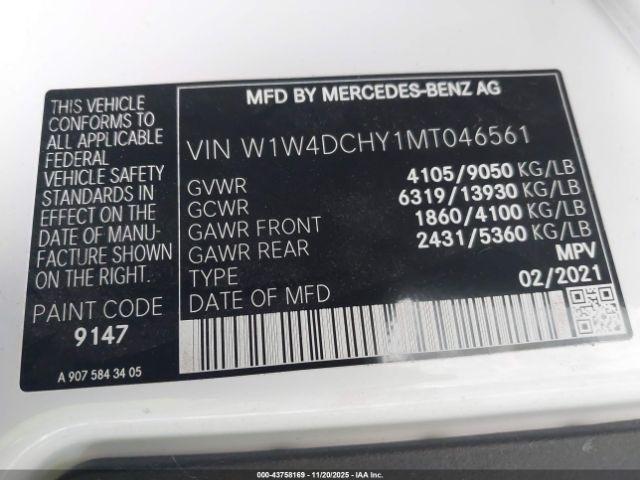 MFD BY MERCEDES-BENZ AG
THIS VEHICLE
CONFORMS TO
ALL APPLICABLE
FEDERAL
VEHICLE SAFETY
STANDARDS IN
EFFECT ON THE
DATE OF MANU-
FACTURE SHOWN
PAINT CODE
9147
A 907 584 34 05
VIN W1W4DCHY1MT046561
GVWR 4105/9050 KG/LB
GCWR 6319/13930 KG/LB
GAWR FRONT 1860/4100 KG/LB
GAWR REAR 2431/5360 KG/LB
TYPE MPV
DATE OF MFD 02/2021
000-43758169 - 11/20/2025 - IAA Inc.